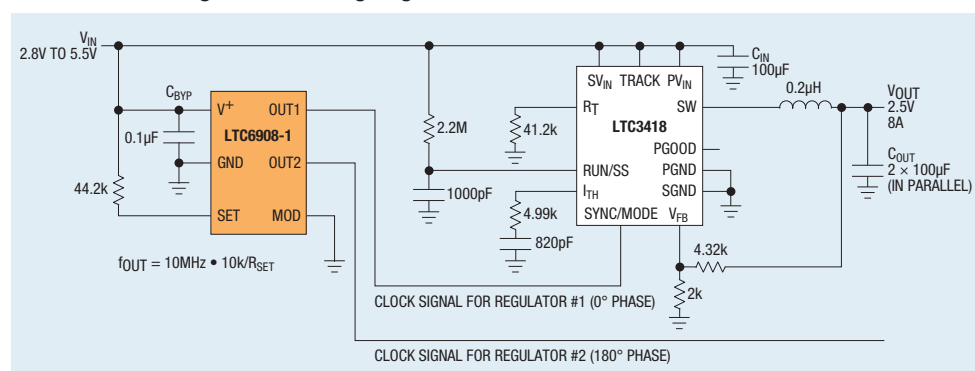 VIN
2.8V TO 5.5V
CBYP
0.1µF
44.2k
V+
OUT1
LTC6908-1
GND
OUT2
SET
MOD
fOUT = 10MHz • 10k/RSET
2.2M
1000pF
41.2k
4.99k
820pF
SVIN TRACK PVIN
RT
SW
LTC3418
PGOOD
RUN/SS
PGND
ITH
SGND
SYNC/MODE VFB
CIN
100µF
0.2µH
VOUT
2.5V
8A
COUT
2 × 100µF
(IN PARALLEL)
4.32k
2k
CLOCK SIGNAL FOR REGULATOR #1 (0° PHASE)
CLOCK SIGNAL FOR REGULATOR #2 (180° PHASE)